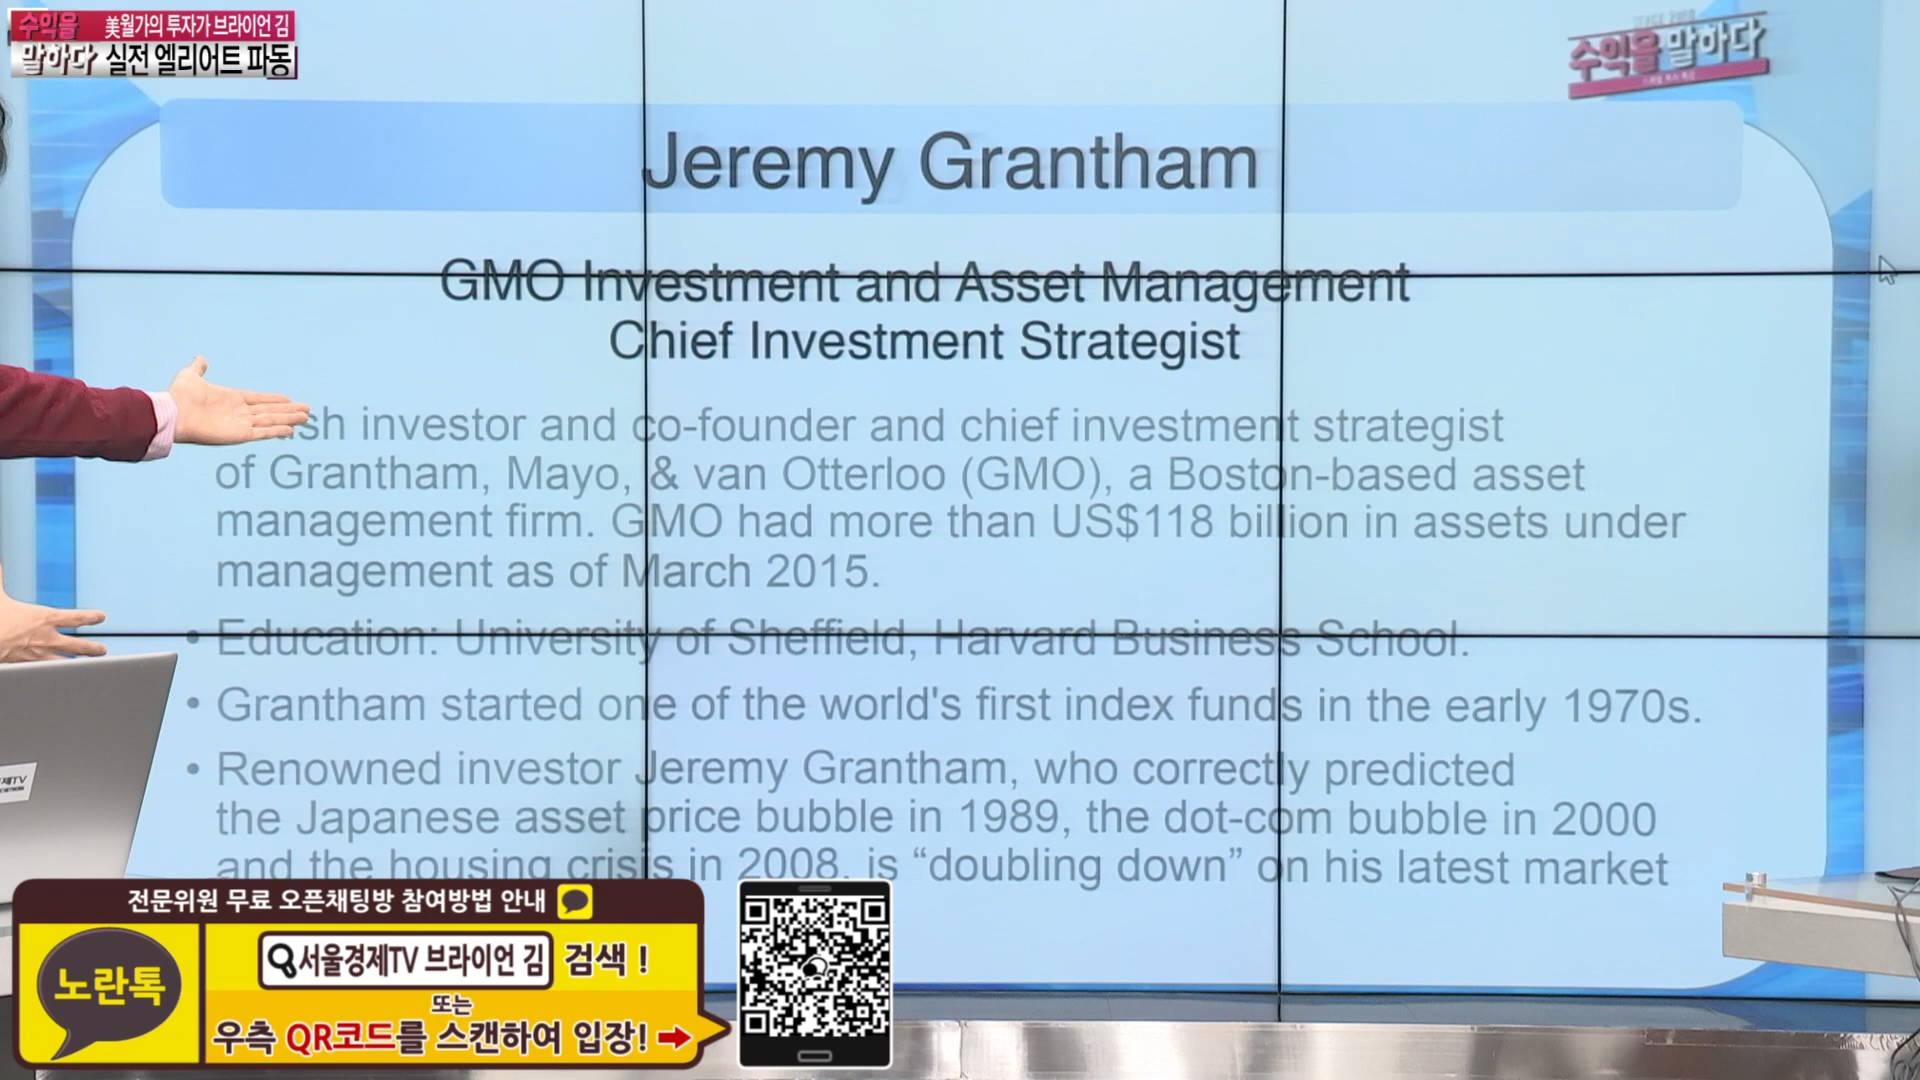 수익을 美월가의 투자가 브라이언 김
말하다 실전 엘리어트 파동
수익을 말하다
Jeremy Grantham
GMO Investment and Asset Management
Chief Investment Strategist
investor and co-founder and chief investment strategist
of Grantham, Mayo, & van Otterloo (GMO), a Boston-based asset
management firm. GMO had more than US$118 billion in assets under
management as of March 2015.
• Education: University of Sheffield, Harvard Business School.
• Grantham started one of the world's first index funds in the early 1970s.
• Renowned investor Jeremy Grantham, who correctly predicted
the Japanese asset price bubble in 1989, the dot-com bubble in 2000
and the housing crisis in 2008, is “doubling down” on his latest market
전문위원 무료 오픈채팅방 참여방법 안내
노란톡
서울경제TV 브라이언 김 검색 !
또는
우측 QR코드를 스캔하여 입장!